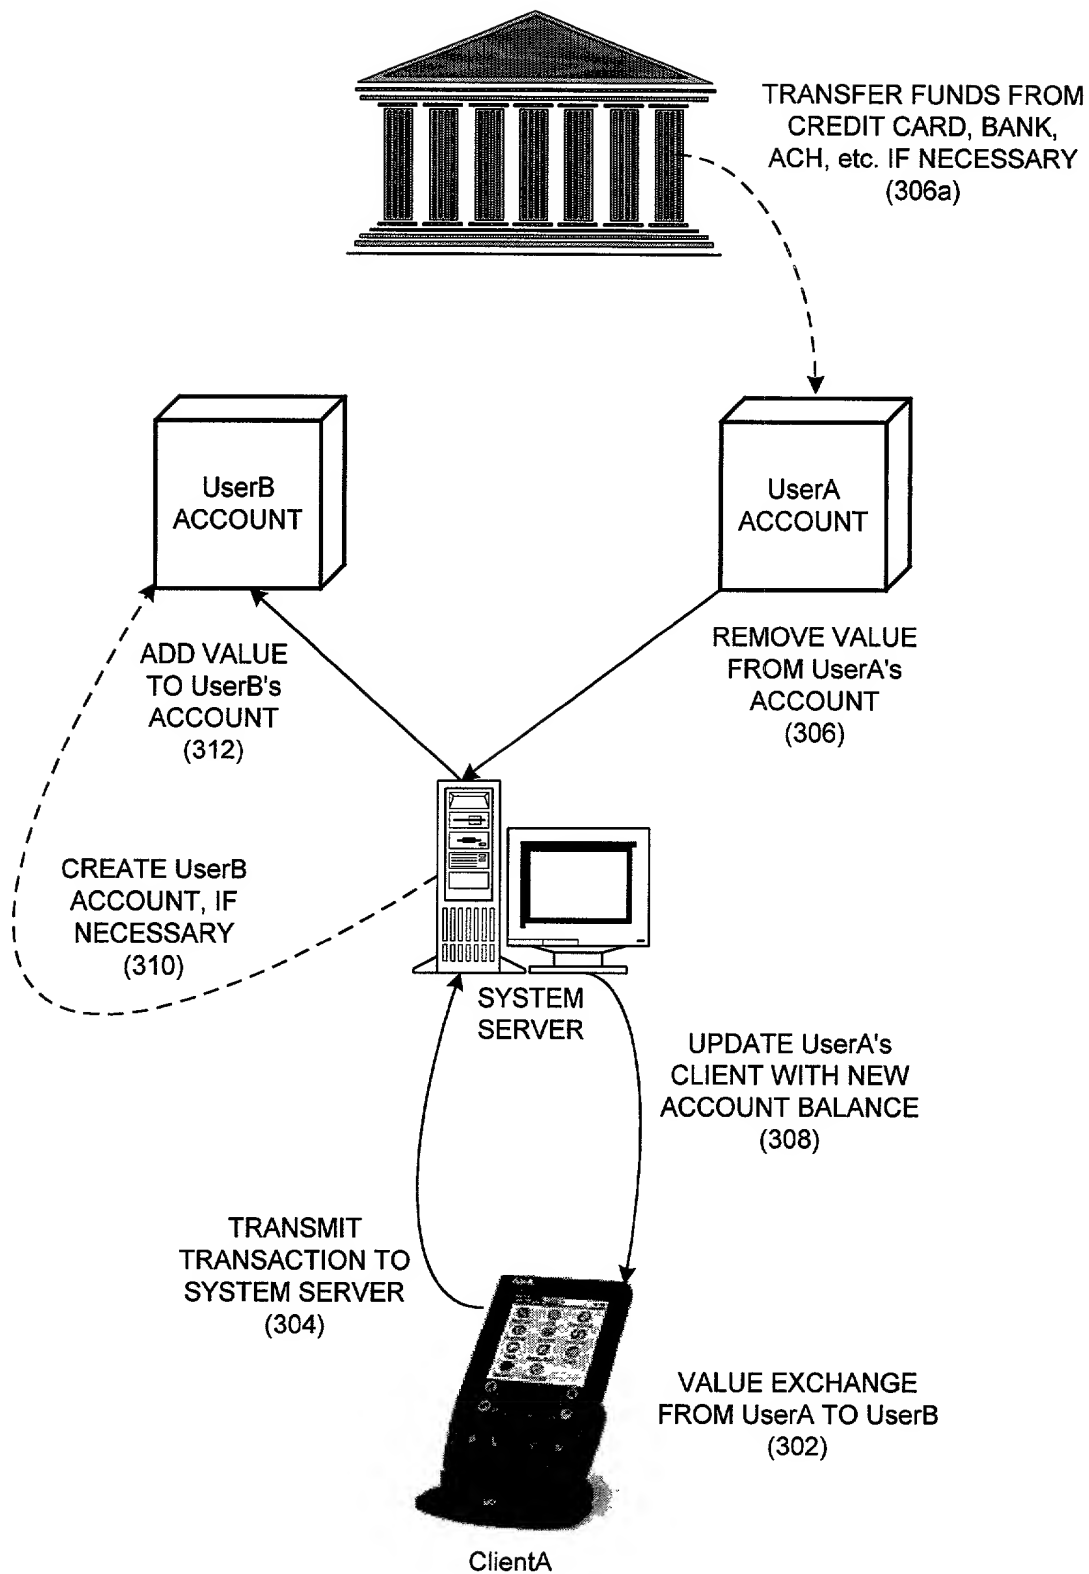 TRANSFER FUNDS FROM
CREDIT CARD, BANK,
ACH, etc. IF NECESSARY
(306a)
UserB
ACCOUNT
UserA
ACCOUNT
ADD VALUE
TO UserB's
ACCOUNT
(312)
REMOVE VALUE
FROM UserA's
ACCOUNT
(306)
CREATE UserB
ACCOUNT, IF
NECESSARY
(310)
SYSTEM
SERVER
UPDATE UserA's
CLIENT WITH NEW
ACCOUNT BALANCE
(308)
TRANSMIT
TRANSACTION TO
SYSTEM SERVER
(304)
VALUE EXCHANGE
FROM UserA TO UserB
(302)
ClientA